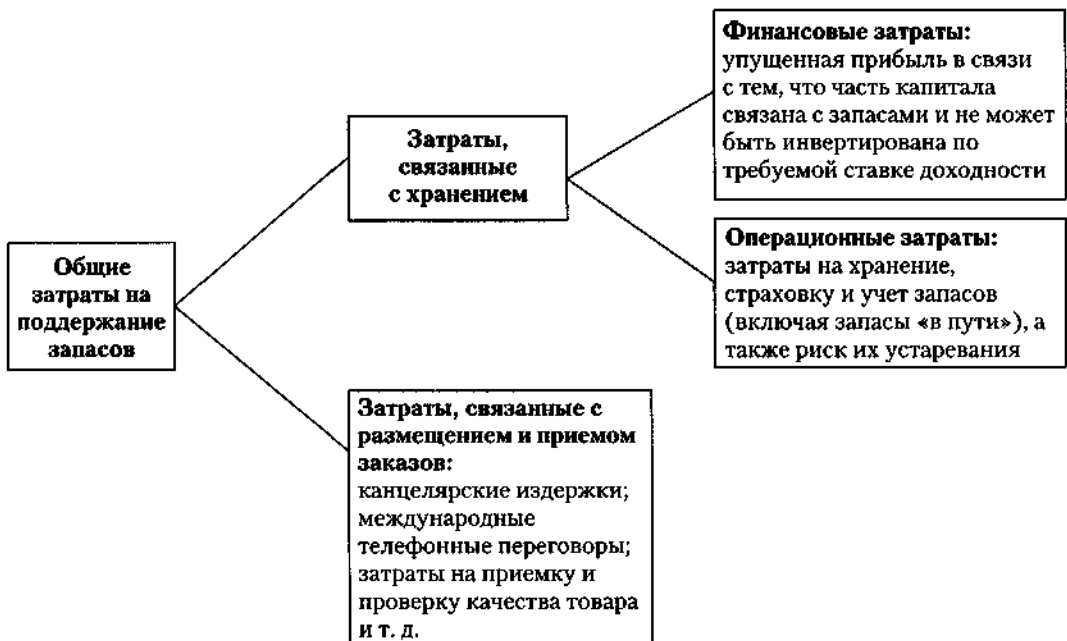 Общие
затраты на
поддержание
запасов
Затраты,
связанные
с хранением
Финансовые затраты:
упущенная прибыль в связи
с тем, что часть капитала
связана с запасами и не может
быть инвертирована по
требуемой ставке доходности
Операционные затраты:
затраты на хранение,
страховку и учет запасов
(включая запасы «в пути»), а
также риск их устаревания
Затраты, связанные с
размещением и приемом
заказов:
канцелярские издержки;
международные
телефонные переговоры;
затраты на приемку и
проверку качества товара
и т. д.